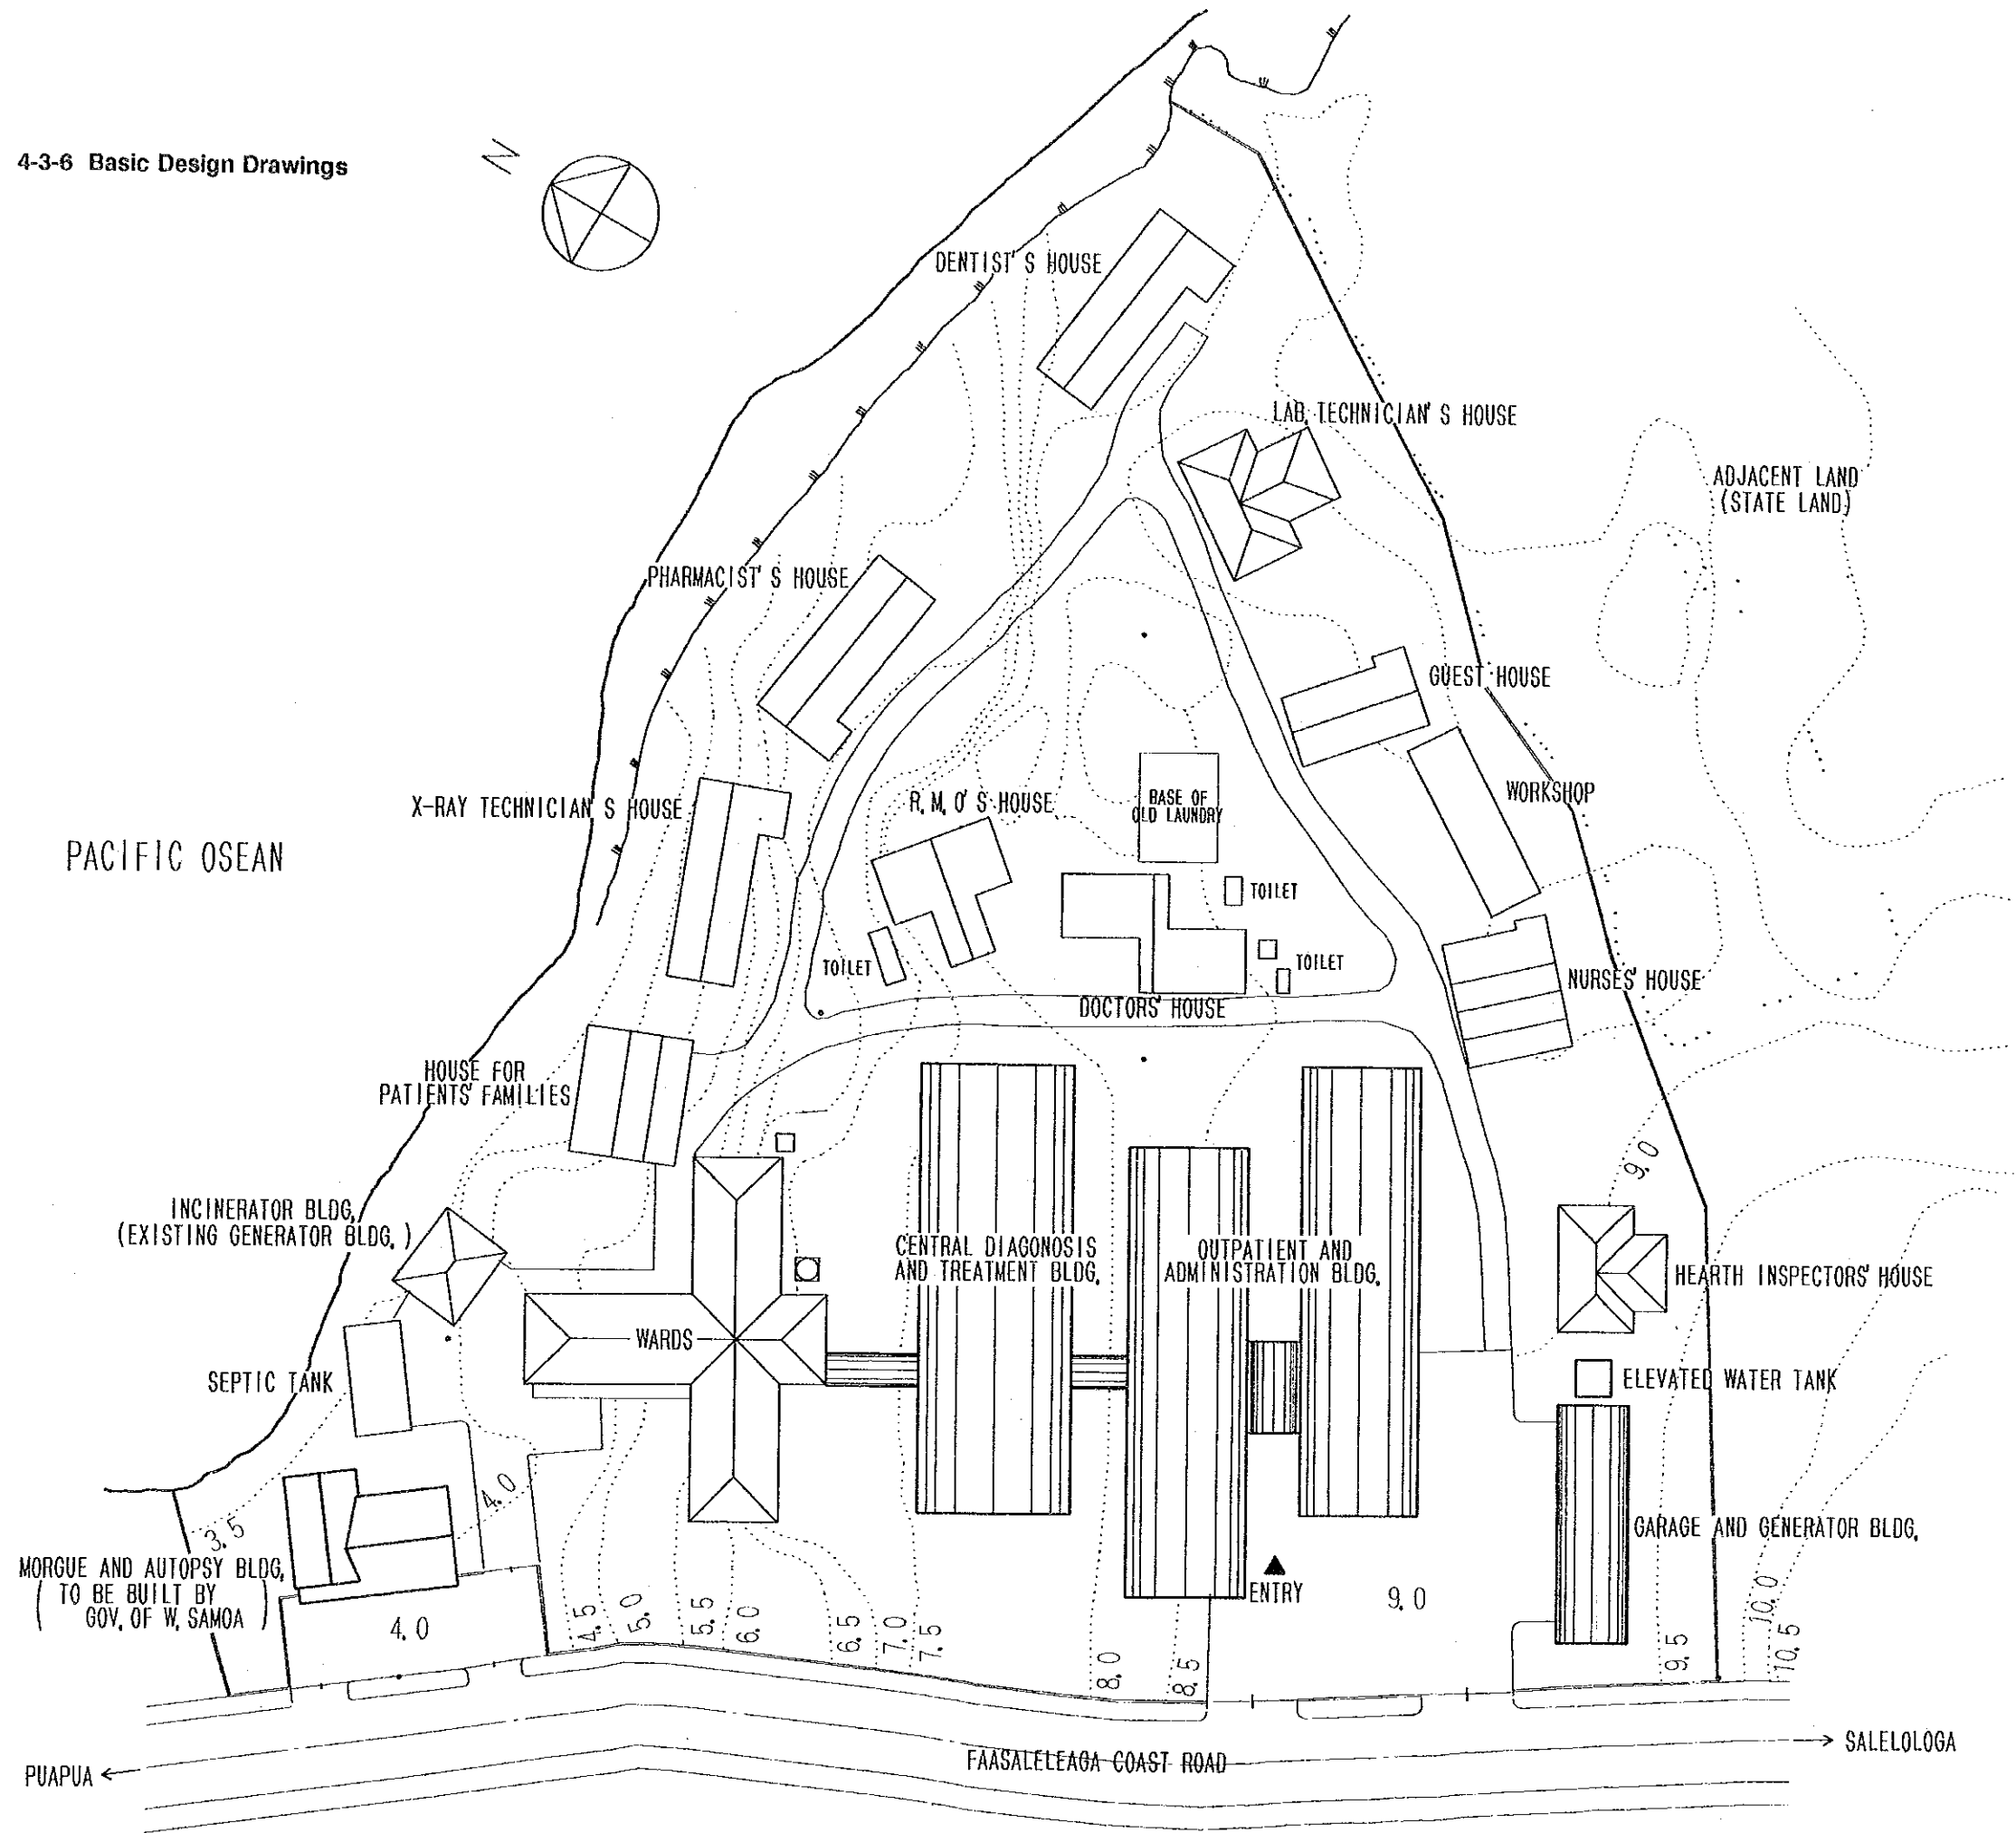 4-3-6 Basic Design Drawings
N
DENTIST'S HOUSE
LAB. TECHNICIAN'S HOUSE
ADJACENT LAND
(STATE LAND)
PHARMACIST'S HOUSE
GUEST HOUSE
WORKSHOP
X-RAY TECHNICIAN'S HOUSE
R.M.O'S HOUSE
BASE OF
OLD LAUNDRY
PACIFIC OSEAN
TOILET
TOILET
TOILET
NURSES' HOUSE
DOCTORS' HOUSE
HOUSE FOR
PATIENTS' FAMILIES
9.0
INCINERATOR BLDG.
(EXISTING GENERATOR BLDG.)
CENTRAL DIAGONOSIS
AND TREATMENT BLDG.
OUTPATIENT AND
ADMINISTRATION BLDG.
HEARTH INSPECTORS' HOUSE
WARDS
SEPTIC TANK
ELEVATED WATER TANK
4.0
3.5
GARAGE AND GENERATOR BLDG.
MORGUE AND AUTOPSY BLDG.
(TO BE BUILT BY
GOV. OF W. SAMOA)
ENTRY
9.0
4.0
4.5
5.0
5.5
6.0
6.5
7.0
7.5
8.0
8.5
9.5
10.0
10.5
SALELOLOGA
FAASALELEAGA COAST ROAD
PUAPUA